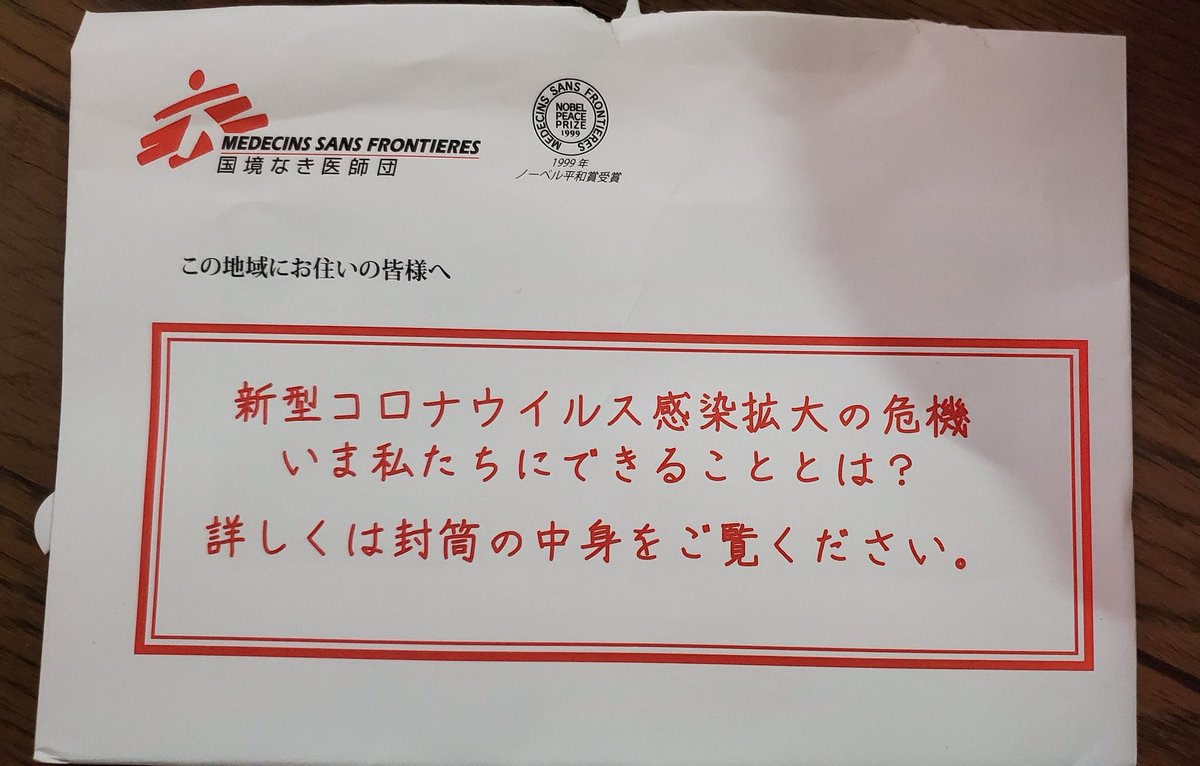 MEDECINS SANS FRONTIERES
国境なき医師団
MEDECINS SANS FRONTIERES
NOBEL
PEACE
PRIZE
1999
1999 年
ノーベル平和賞受賞
この地域にお住いの皆様へ
新型コロナウイルス感染拡大の危機
いま私たちにできることとは？
詳しくは封筒の中身をご覧ください。